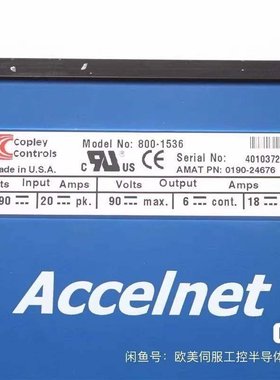 Copley
Controls
Made in U.S.A.
Model No: 800-1536
Serial No: 4010372
AMAT PN: 0190-24676
Input Amps Volts Output Amps
90 20 pk. 90 max. 6 cont. 18
Accelnet
闲鱼号：欧美伺服工控半导体